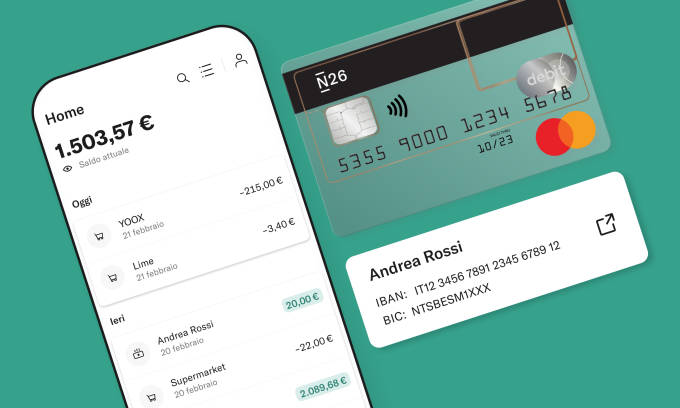 Home
1.503,57 €
Saldo attuale
Oggi
YOOX
21 febbraio
-215,00 €
Lime
21 febbraio
-3,40 €
Ieri
Andrea Rossi
20 febbraio
20,00 €
Supermarket
20 febbraio
-22,00 €
2.089,68 €
N26
debit
5355 9000 1234 5678
VALID THRU
10/23
Andrea Rossi
IBAN: IT12 3456 7891 2345 6789 12
BIC: NTSBESM1XXX